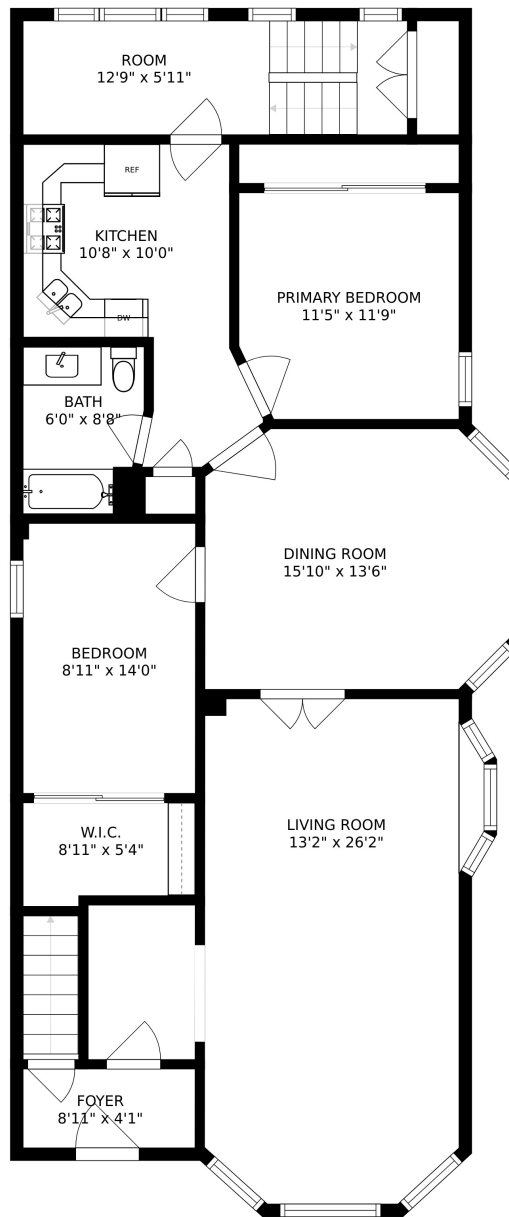 ROOM
12'9" x 5'11"
REF
KITCHEN
10'8" x 10'0"
PRIMARY BEDROOM
11'5" x 11'9"
DW
BATH
6'0" x 8'8"
DINING ROOM
15'10" x 13'6"
BEDROOM
8'11" x 14'0"
W.I.C.
8'11" x 5'4"
LIVING ROOM
13'2" x 26'2"
FOYER
8'11" x 4'1"